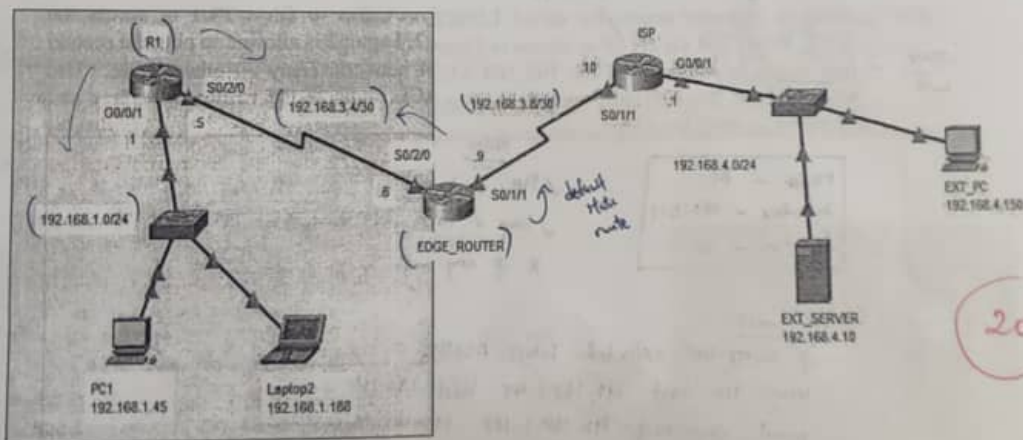 R1
ISP
.10
G0/0/1
.1
S0/2/0
(192.168.3.4/30)
(192.168.3.8/30)
G0/0/1
.5
S0/1/1
.1
S0/2/0
.9
192.168.4.0/24
EXT_PC
192.168.4.150
(192.168.1.0/24)
.6
S0/1/1
default
route
(EDGE_ROUTER)
EXT_SERVER
192.168.4.10
PC1
192.168.1.45
Laptop2
192.168.1.168